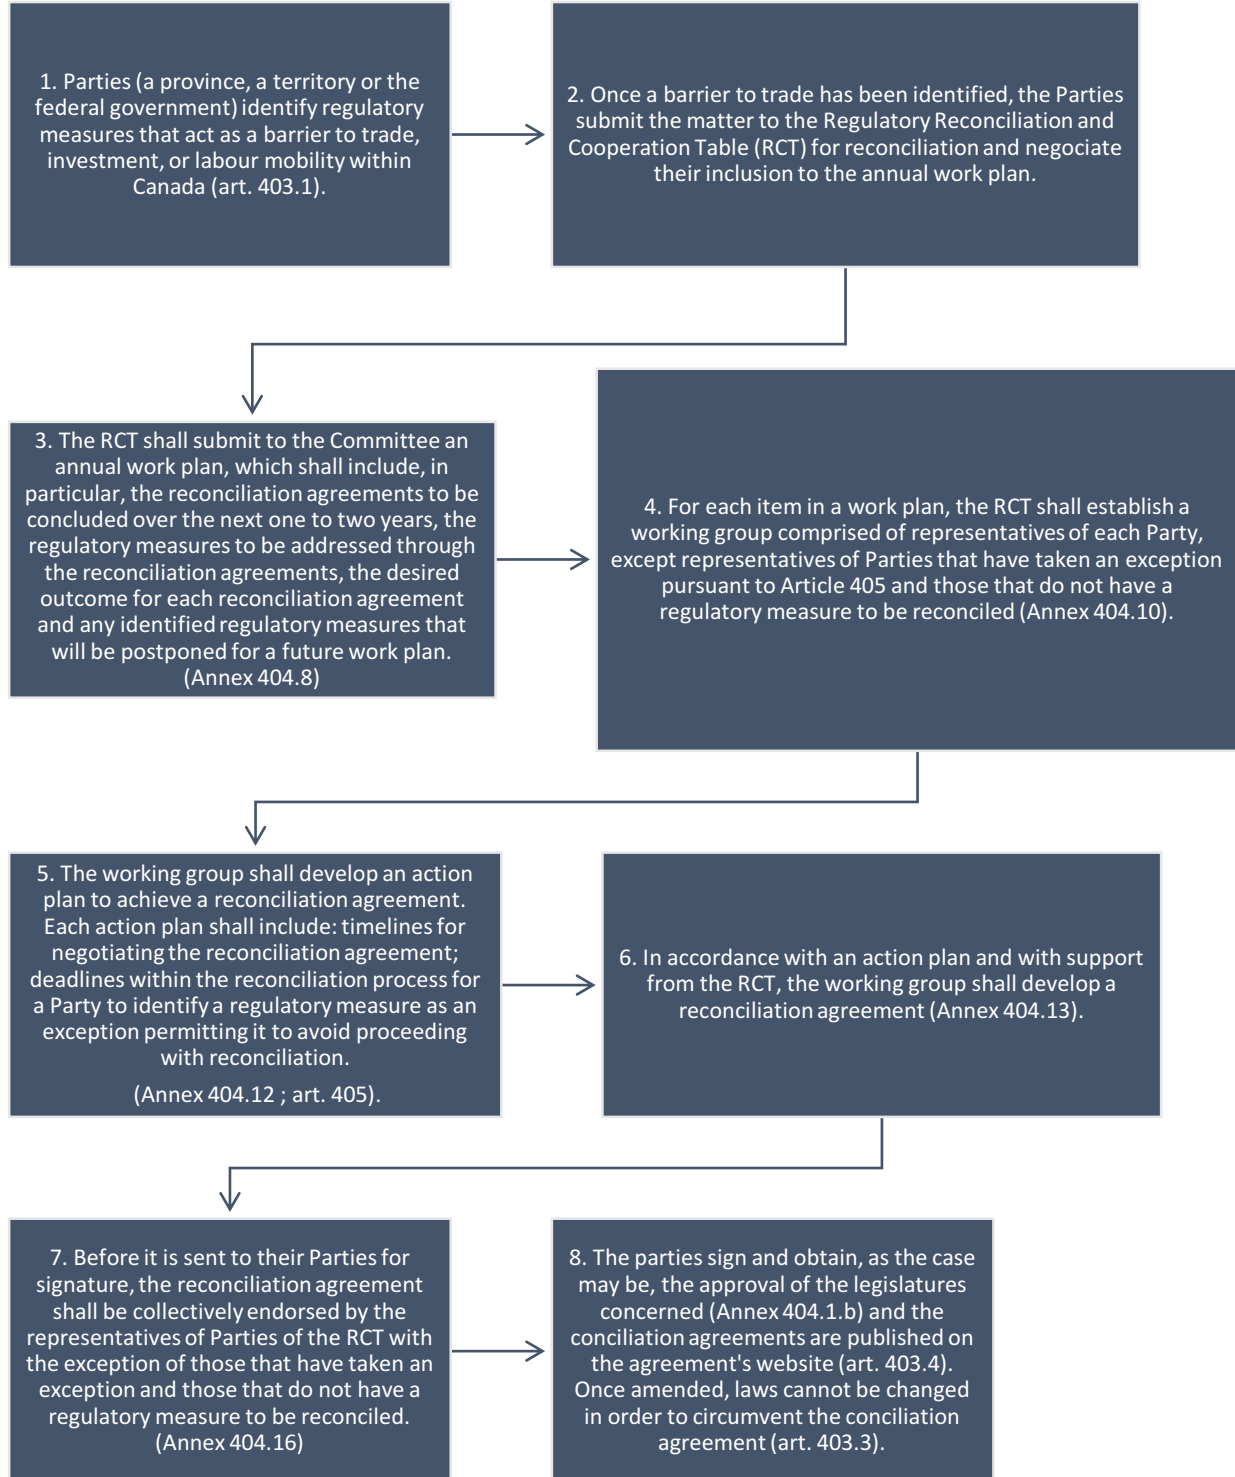 1. Parties (a province, a territory or the
federal government) identify regulatory
measures that act as a barrier to trade,
investment, or labour mobility within
Canada (art. 403.1).
2. Once a barrier to trade has been identified, the Parties
submit the matter to the Regulatory Reconciliation and
Cooperation Table (RCT) for reconciliation and negociate
their inclusion to the annual work plan.
3. The RCT shall submit to the Committee an
annual work plan, which shall include, in
particular, the reconciliation agreements to be
concluded over the next one to two years, the
regulatory measures to be addressed through
the reconciliation agreements, the desired
outcome for each reconciliation agreement
and any identified regulatory measures that
will be postponed for a future work plan.
(Annex 404.8)
4. For each item in a work plan, the RCT shall establish a
working group comprised of representatives of each Party,
except representatives of Parties that have taken an exception
pursuant to Article 405 and those that do not have a
regulatory measure to be reconciled (Annex 404.10).
5. The working group shall develop an action
plan to achieve a reconciliation agreement.
Each action plan shall include: timelines for
negotiating the reconciliation agreement;
deadlines within the reconciliation process for
a Party to identify a regulatory measure as an
exception permitting it to avoid proceeding
with reconciliation.
(Annex 404.12 ; art. 405).
6. In accordance with an action plan and with support
from the RCT, the working group shall develop a
reconciliation agreement (Annex 404.13).
7. Before it is sent to their Parties for
signature, the reconciliation agreement
shall be collectively endorsed by the
representatives of Parties of the RCT with
the exception of those that have taken an
exception and those that do not have a
regulatory measure to be reconciled.
(Annex 404.16)
8. The parties sign and obtain, as the case
may be, the approval of the legislatures
concerned (Annex 404.1.b) and the
conciliation agreements are published on
the agreement's website (art. 403.4).
Once amended, laws cannot be changed
in order to circumvent the conciliation
agreement (art. 403.3).